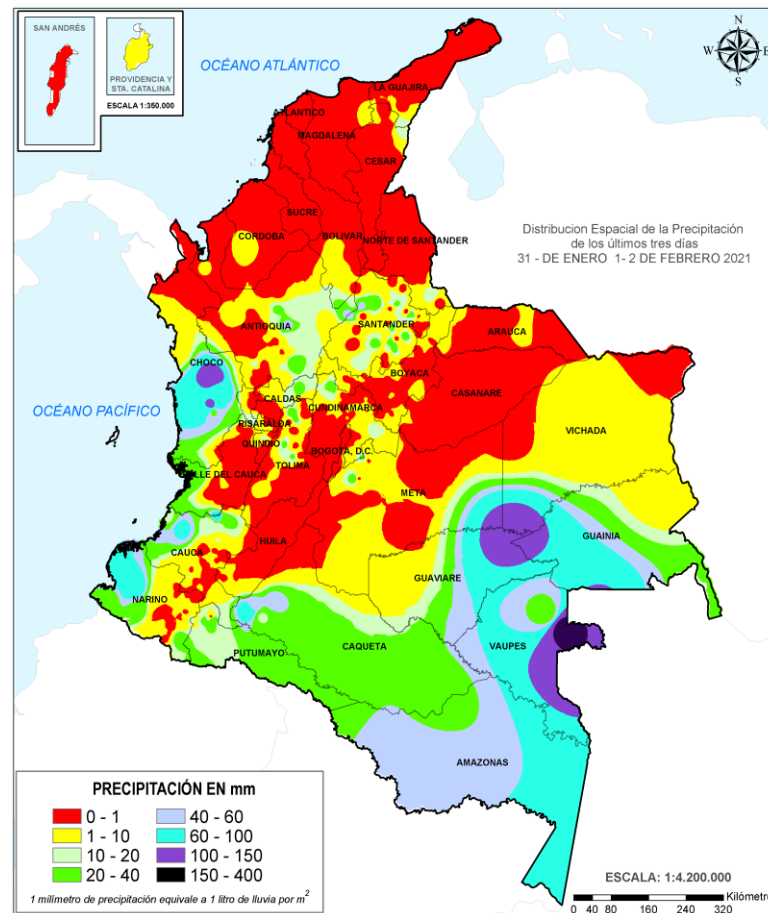 SAN ANDRÉS
PROVIDENCIA Y
STA. CATALINA
ESCALA 1:350.000
OCÉANO ATLÁNTICO
N
W
E
S
LA GUAJIRA
ATLANTICO
MAGDALENA
CESAR
SUCRE
CORDOBA
BOLIVAR
NORTE DE SANTANDER
Distribucion Espacial de la Precipitación
de los últimos tres días
31 - DE ENERO 1- 2 DE FEBRERO 2021
ANTIOQUIA
SANTANDER
ARAUCA
CHOCO
BOYACA
CASANARE
OCÉANO PACÍFICO
CALDAS
CUNDINAMARCA
RISARALDA
VICHADA
QUINDIO
BOGOTA, D.C.
TOLIMA
VALLE DEL CAUCA
META
HUILA
GUAINIA
CAUCA
GUAVIARE
NARINO
CAQUETA
VAUPES
PUTUMAYO
AMAZONAS
PRECIPITACIÓN EN mm
0 - 1
40 - 60
1 - 10
60 - 100
10 - 20
100 - 150
20 - 40
150 - 400
1 milímetro de precipitación equivale a 1 litro de lluvia por m2
ESCALA: 1:4.200.000
Kilómetro
0 40 80 160 240 320